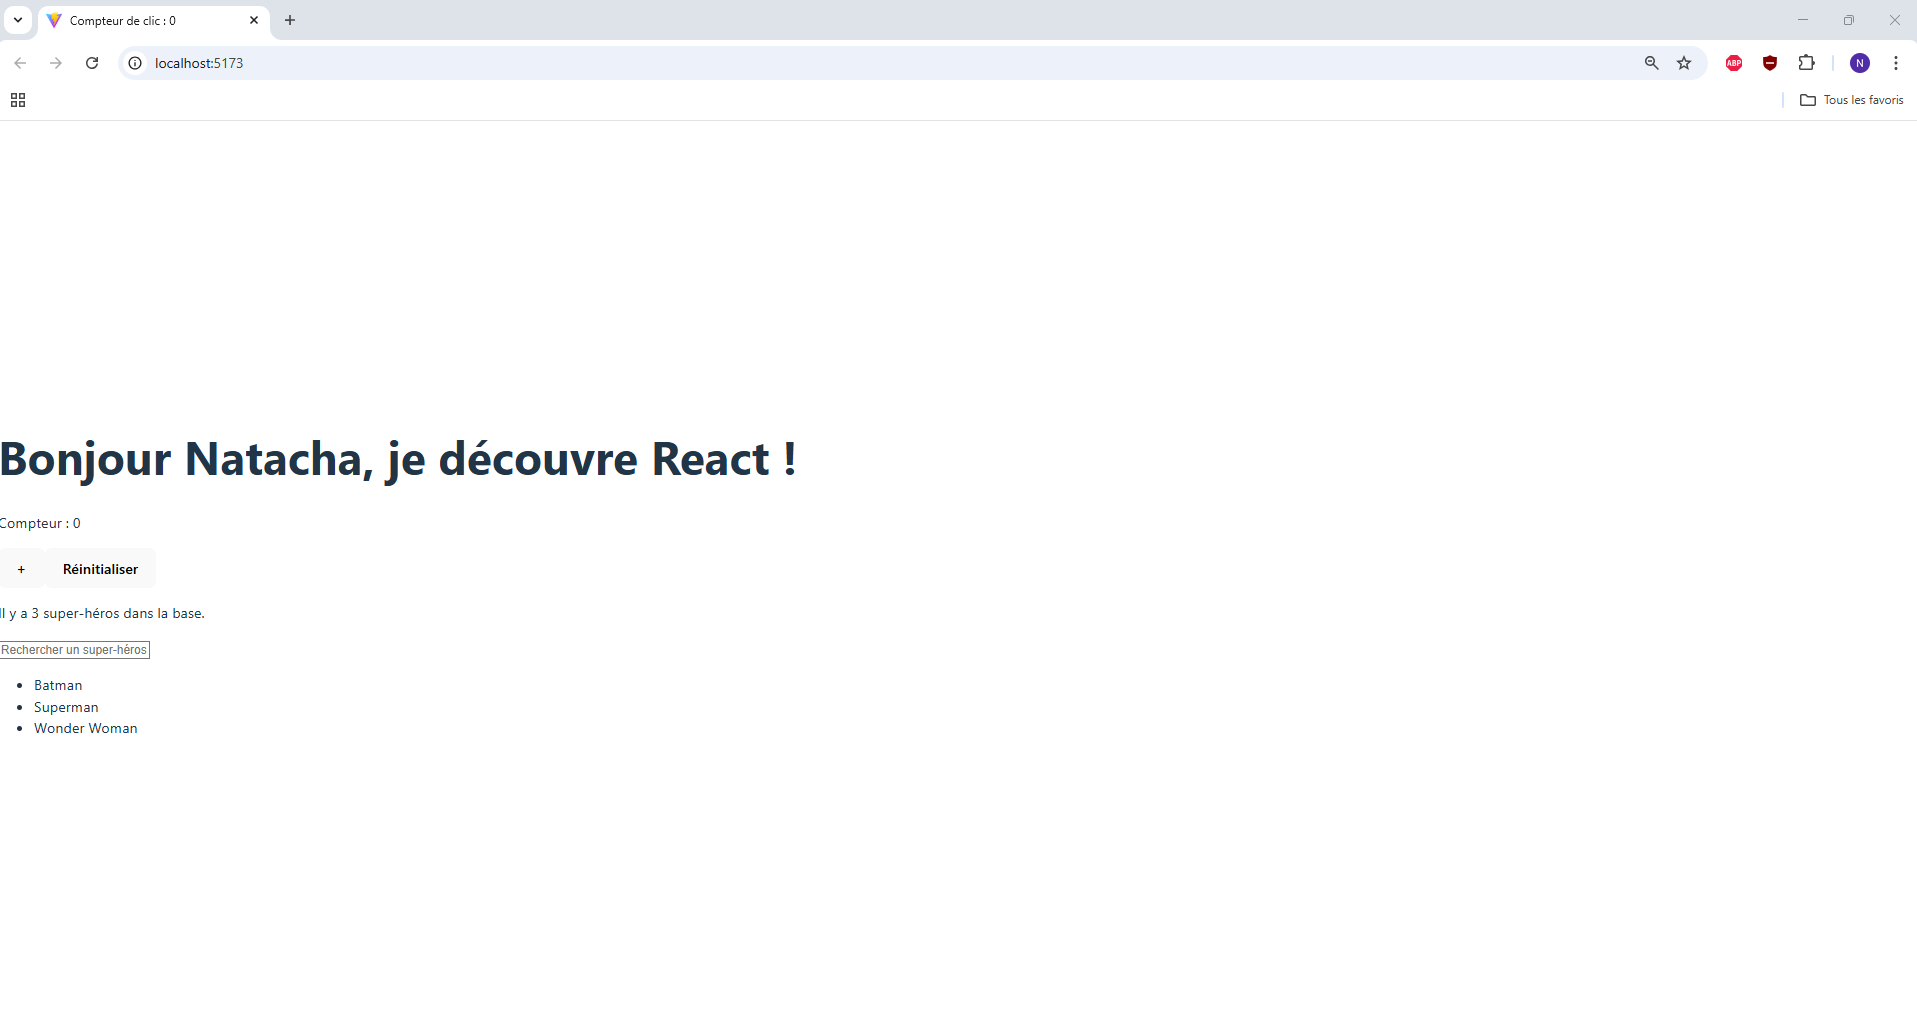 Compteur de clic : 0
localhost:5173
ABP
N
Tous les favoris
Bonjour Natacha, je découvre React !
Compteur : 0
+ Réinitialiser
Il y a 3 super-héros dans la base.
Rechercher un super-héros
Batman
Superman
Wonder Woman